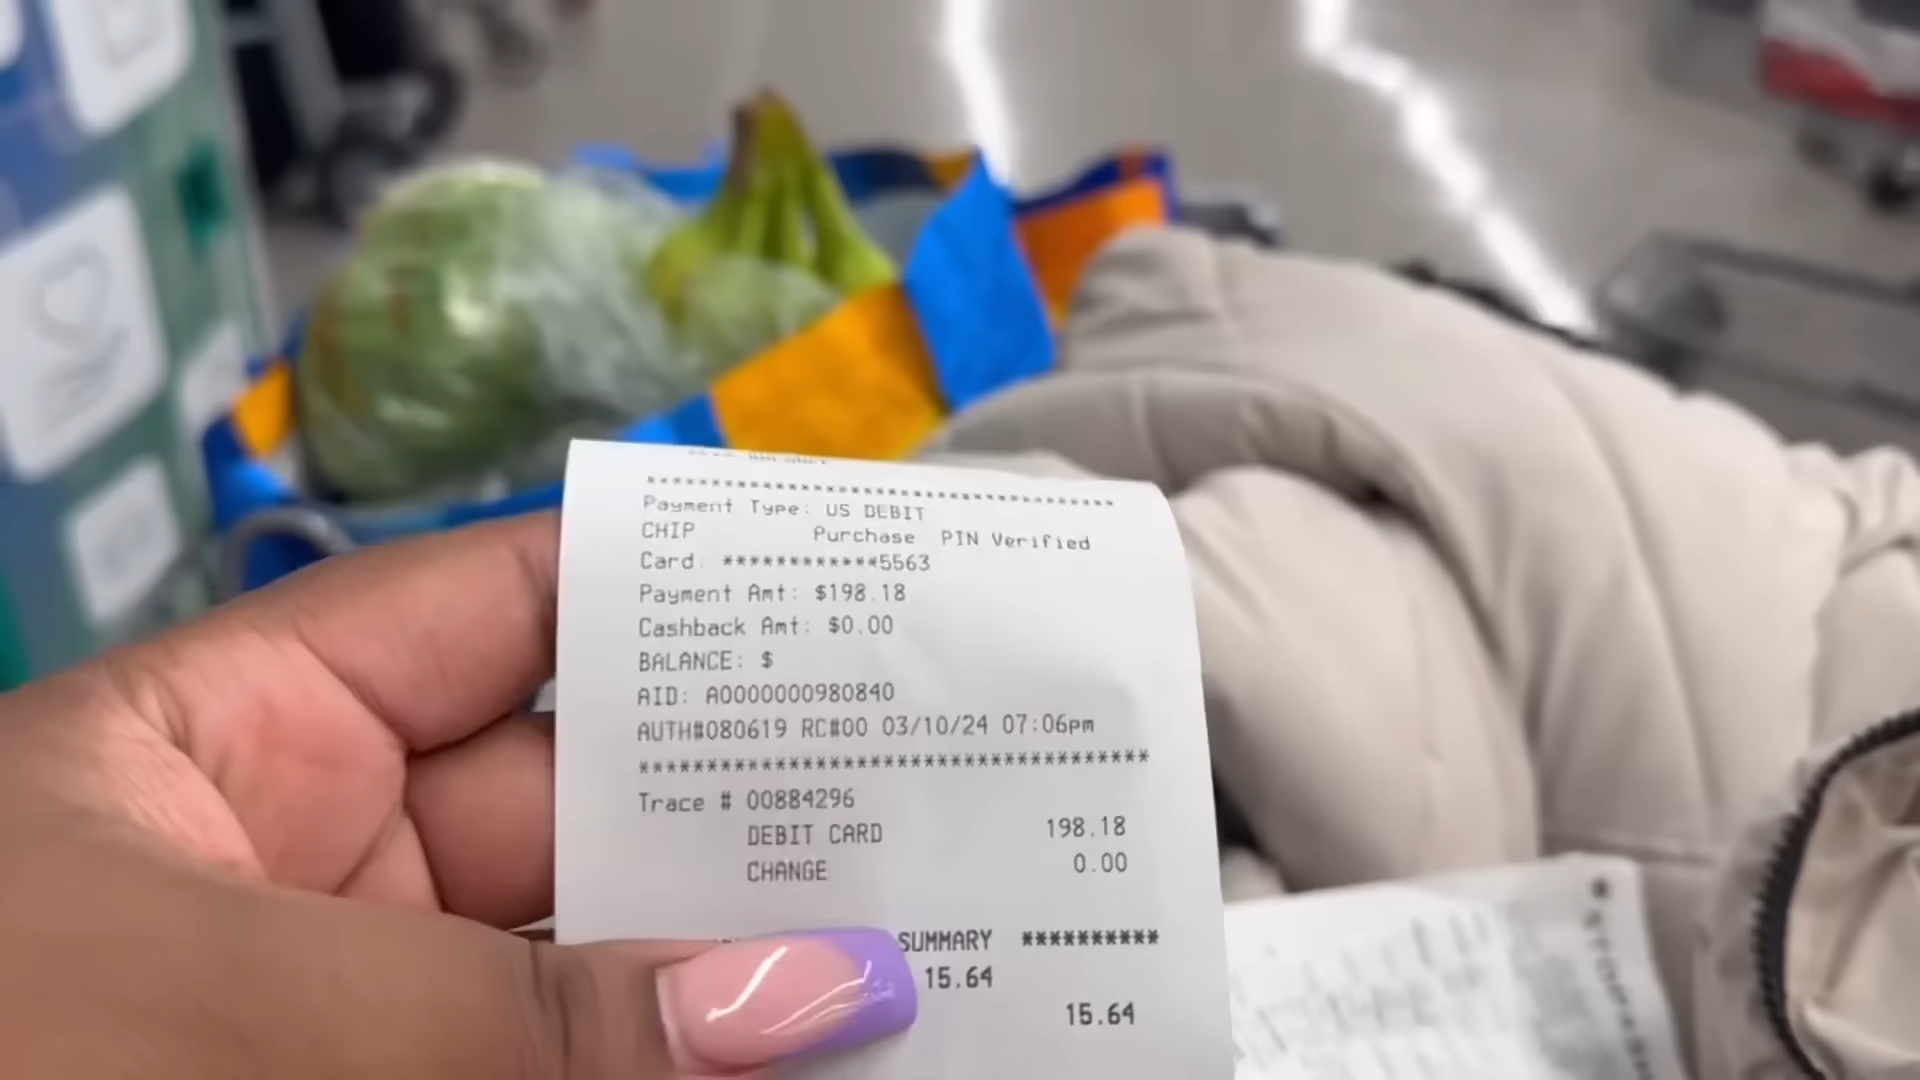 ************************************
Payment Type: US DEBIT
CHIP Purchase PIN Verified
Card: ************5563
Payment Amt: $198.18
Cashback Amt: $0.00
BALANCE: $
AID: A0000000980840
AUTH#080619 RC#00 03/10/24 07:06pm
**************************************
Trace # 00884296
DEBIT CARD 198.18
CHANGE 0.00
SUMMARY **********
15.64
15.64